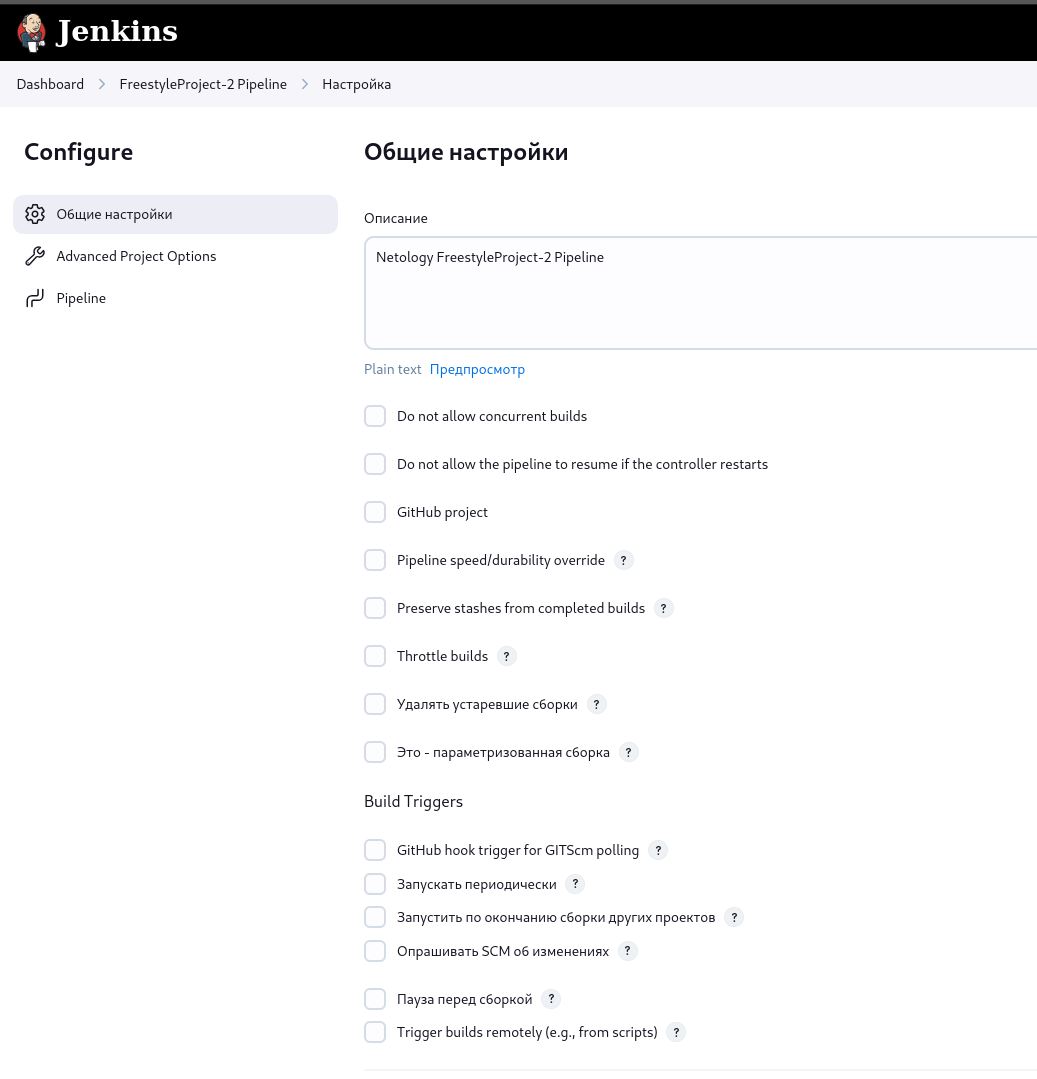 Jenkins
Dashboard > FreestyleProject-2 Pipeline > Настройка
Configure
Общие настройки
Advanced Project Options
Pipeline
Общие настройки
Описание
Netology FreestyleProject-2 Pipeline
Plain text Предпросмотр
Do not allow concurrent builds
Do not allow the pipeline to resume if the controller restarts
GitHub project
Pipeline speed/durability override ?
Preserve stashes from completed builds ?
Throttle builds ?
Удалять устаревшие сборки ?
Это - параметризованная сборка ?
Build Triggers
GitHub hook trigger for GITScm polling ?
Запускать периодически ?
Запустить по окончанию сборки других проектов ?
Опрашивать SCM об изменениях ?
Пауза перед сборкой ?
Trigger builds remotely (e.g., from scripts) ?